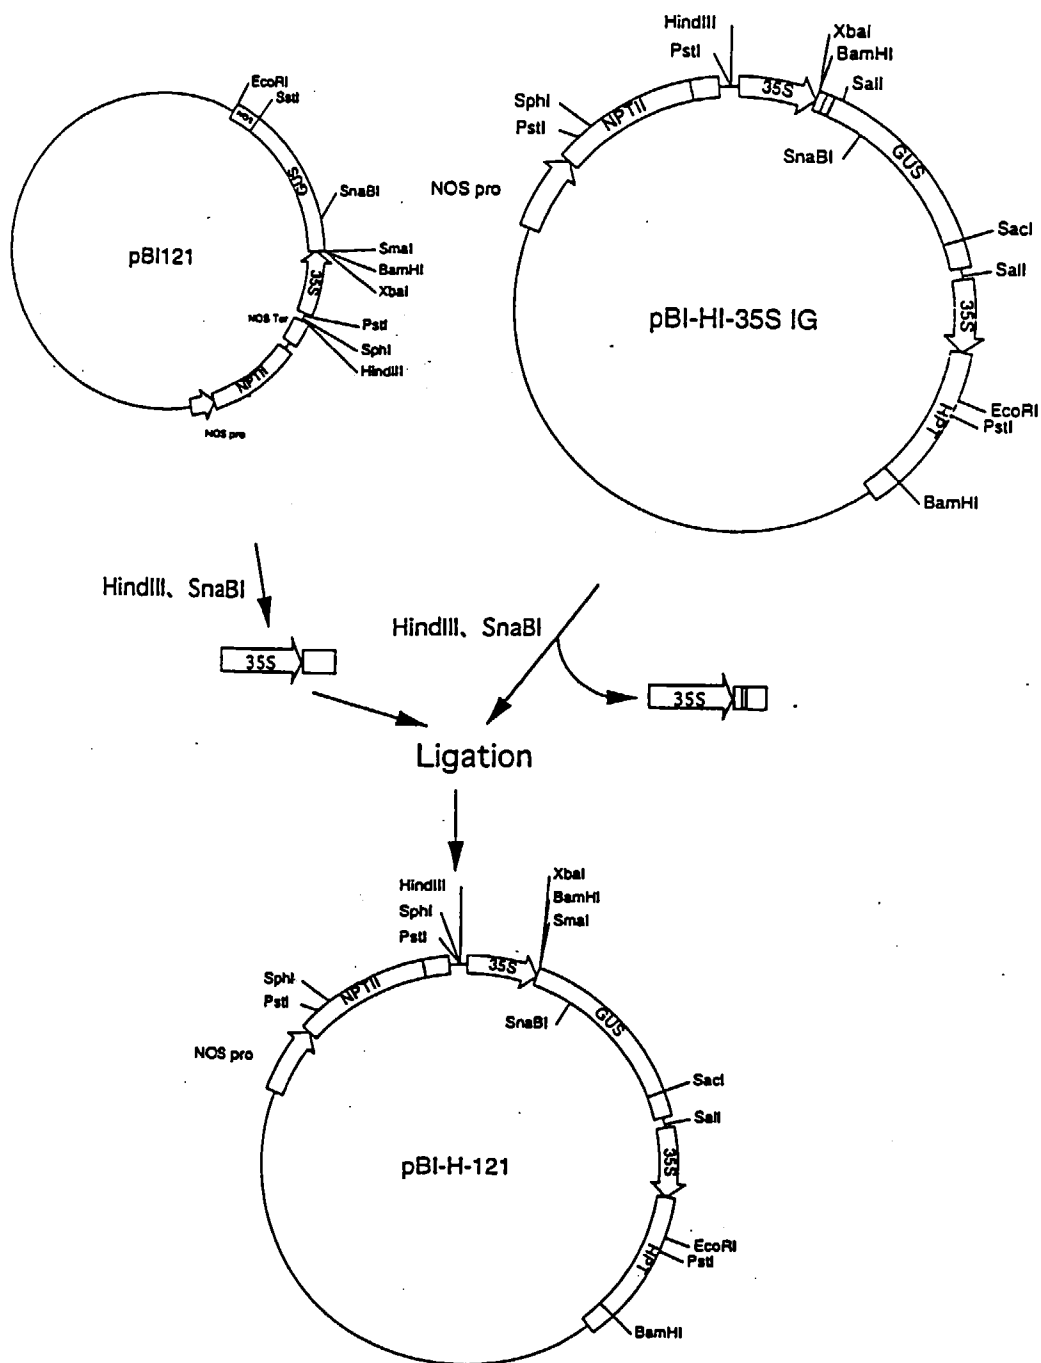 EcoRI
SstI
GUS
SnaBI
pBI121
SmaI
BamHI
XbaI
35S
NOS Ter
PstI
SphI
HindIII
NPTII
NOS pro
HindIII
PstI
XbaI
BamHI
SalI
35S
SphI
PstI
NPTII
SnaBI
GUS
NOS pro
SacI
SalI
pBI-HI-35S IG
35S
EcoRI
PstI
HPT
BamHI
HindIII、SnaBI
HindIII、SnaBI
35S
35S
Ligation
HindIII
SphI
PstI
XbaI
BamHI
SmaI
35S
SphI
PstI
NPTII
SnaBI
GUS
NOS pro
SacI
SalI
pBI-H-121
35S
EcoRI
PstI
HPT
BamHI